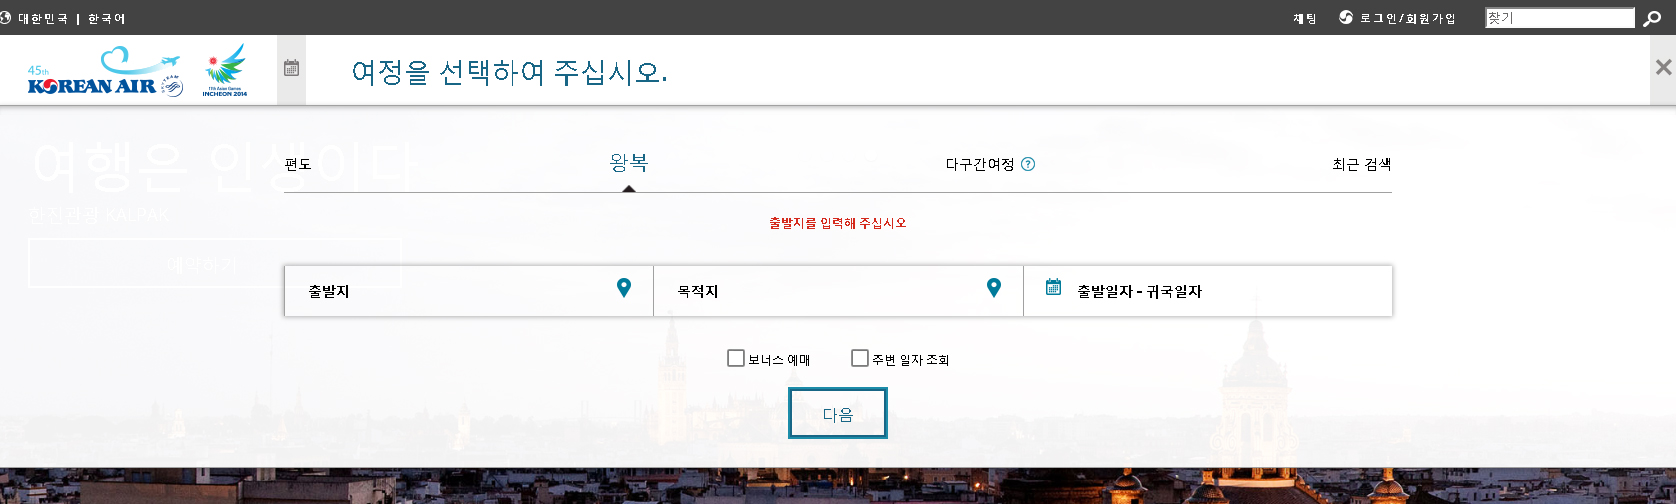 대한민국 | 한국어
채팅
로그인/회원가입
찾기
45th
KOREAN AIR
SKYTEAM
17th Asian Games
INCHEON 2014
여정을 선택하여 주십시오.
여행은 인생이다
한진관광 KALPAK
예약하기
편도
왕복
다구간여정 ?
최근 검색
출발지를 입력해 주십시오
출발지
목적지
출발일자 - 귀국일자
보너스 예매
주변 일자 조회
다음